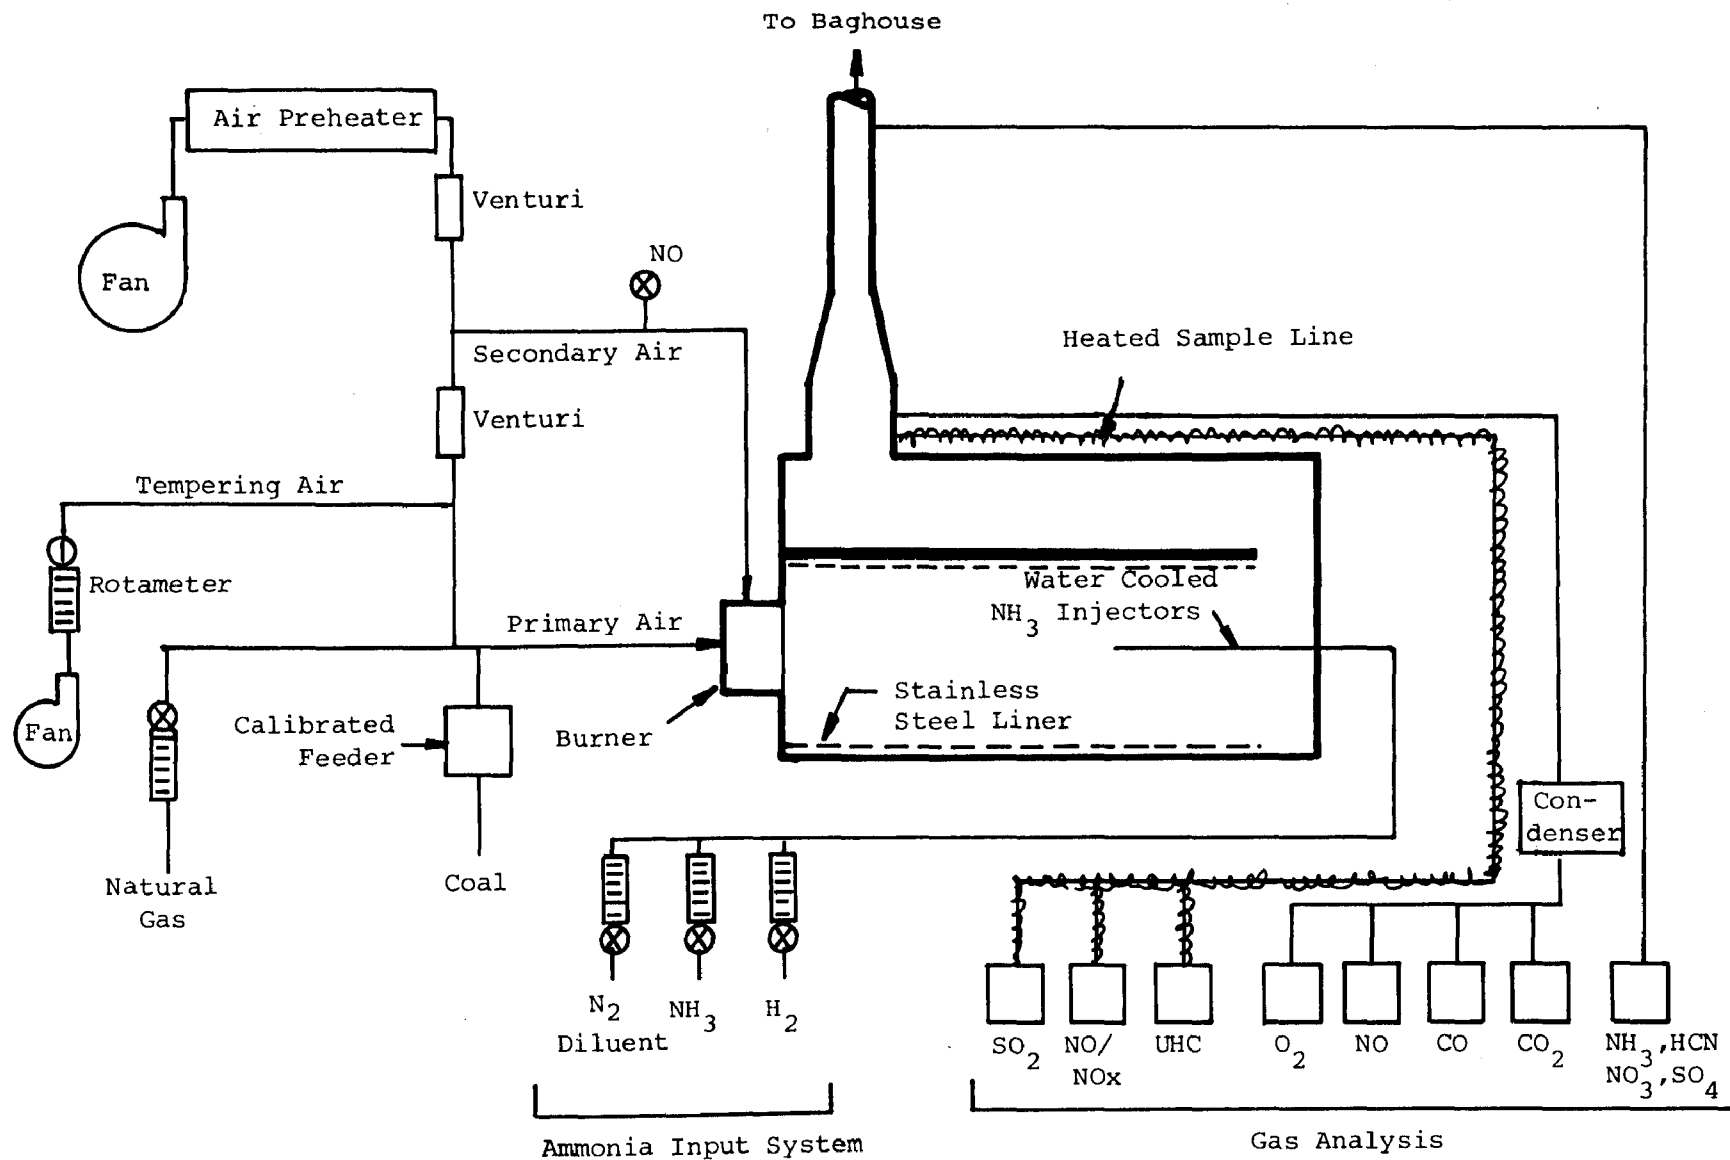 To Baghouse
Air Preheater
Venturi
Fan
NO
Secondary Air
Heated Sample Line
Venturi
Tempering Air
Rotameter
Water Cooled
NH3 Injectors
Primary Air
Stainless
Steel Liner
Fan
Calibrated
Feeder
Burner
Con-
denser
Natural
Gas
Coal
N2
Diluent
NH3
H2
SO2
NO/
NOx
UHC
O2
NO
CO
CO2
NH3,HCN
NO3,SO4
Ammonia Input System
Gas Analysis